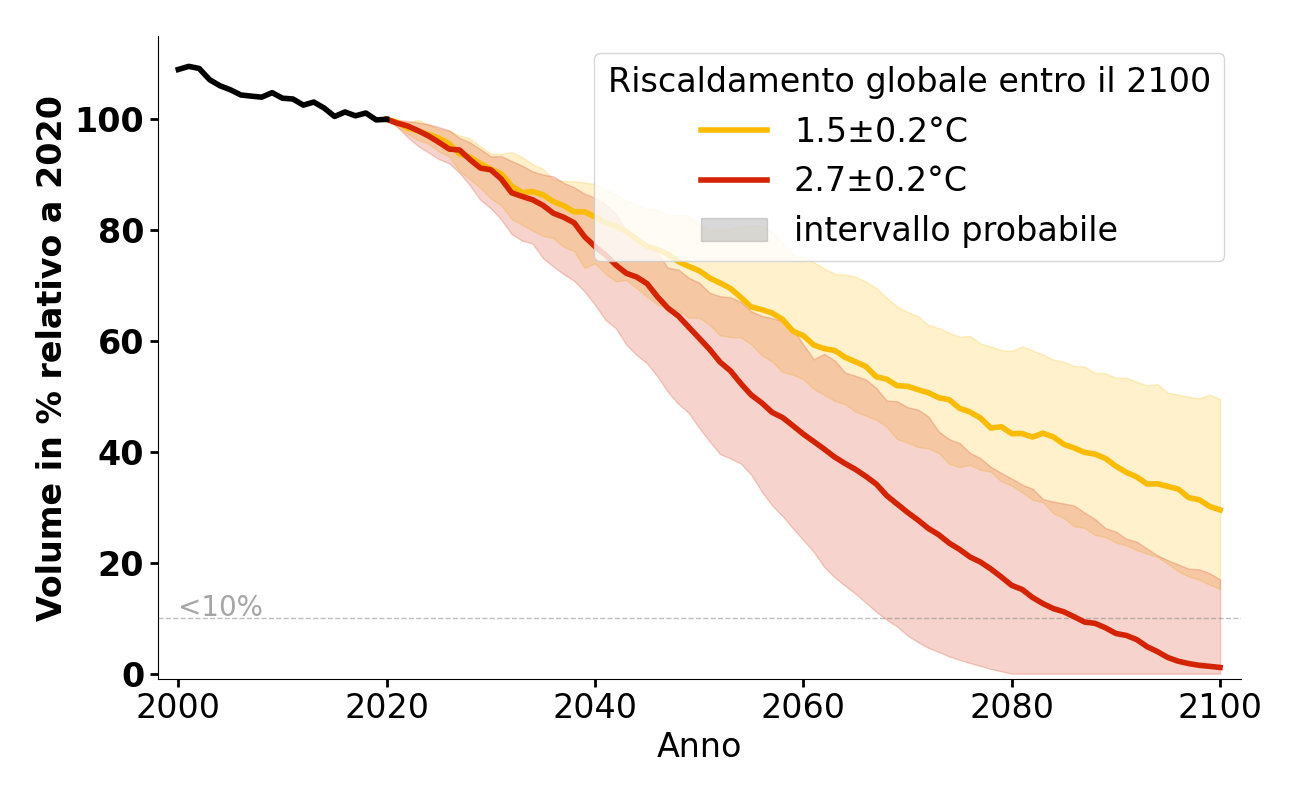 Volume in % relativo a 2020
100
80
60
40
20
0
<10%
Riscaldamento globale entro il 2100
1.5±0.2°C
2.7±0.2°C
intervallo probabile
2000 2020 2040 2060 2080 2100
Anno